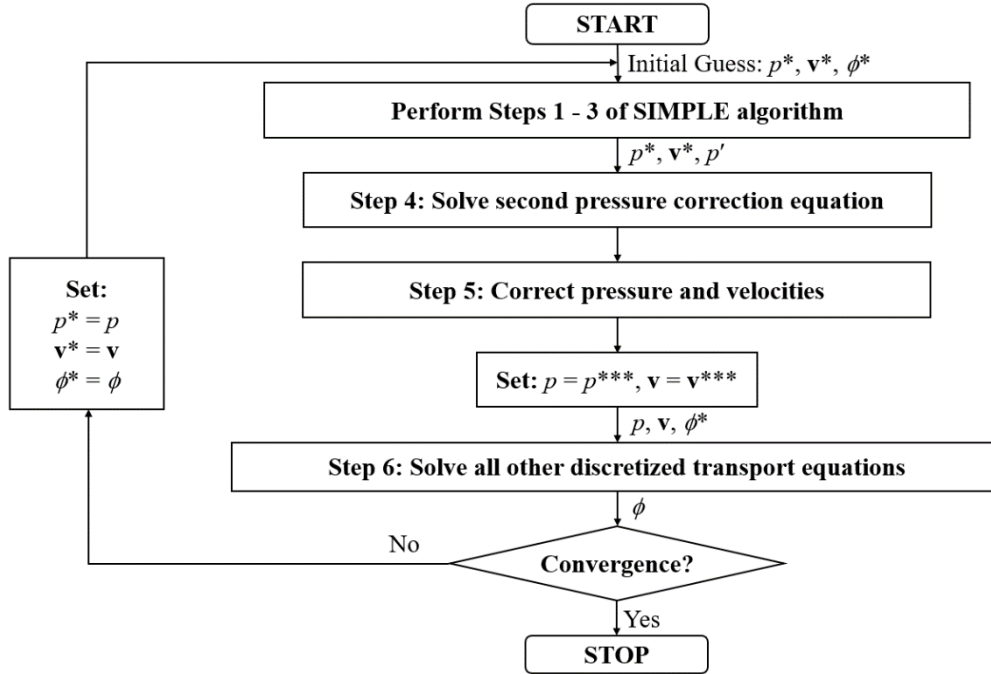 START
Initial Guess: p*, v*, ϕ*
Perform Steps 1 - 3 of SIMPLE algorithm
p*, v*, p′
Step 4: Solve second pressure correction equation
Step 5: Correct pressure and velocities
Set:
p* = p
v* = v
ϕ* = ϕ
Set: p = p***, v = v***
p, v, ϕ*
Step 6: Solve all other discretized transport equations
ϕ
No
Convergence?
Yes
STOP